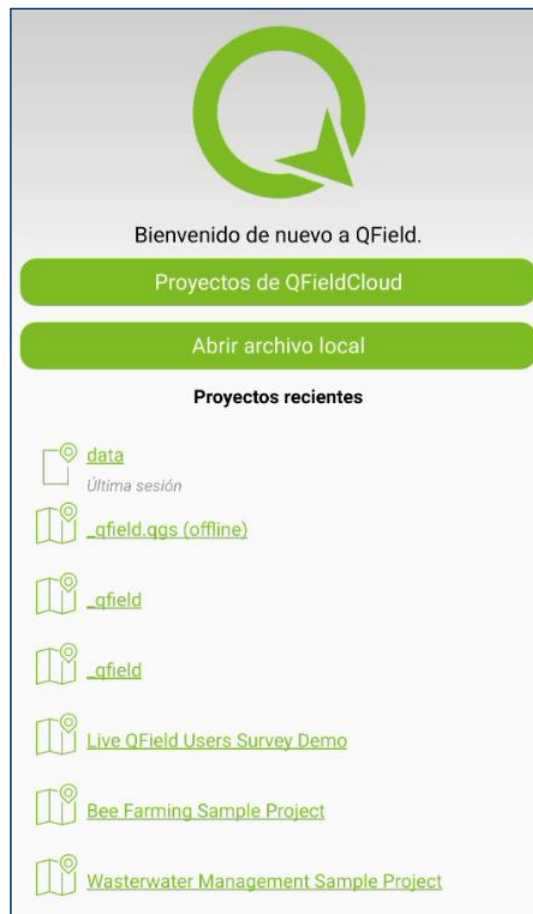 Bienvenido de nuevo a QField.
Proyectos de QFieldCloud
Abrir archivo local
Proyectos recientes
data
Última sesión
_qfield.qgs (offline)
_qfield
_qfield
Live QField Users Survey Demo
Bee Farming Sample Project
Wasterwater Management Sample Project